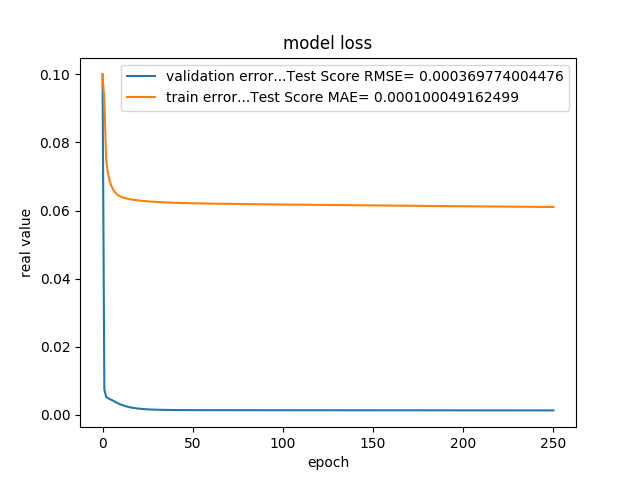 model loss
validation error...Test Score RMSE= 0.000369774004476
train error...Test Score MAE= 0.000100049162499
0.10
0.08
0.06
0.04
0.02
0.00
real value
0 50 100 150 200 250
epoch